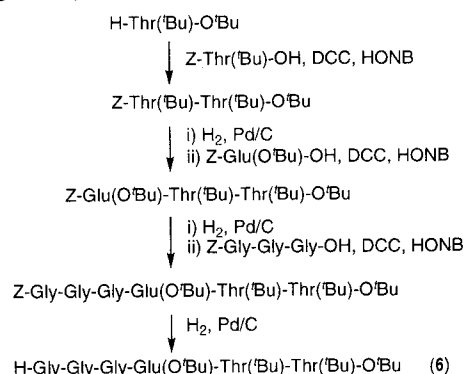 H-Thr(ᵗBu)-OᵗBu
Z-Thr(ᵗBu)-OH, DCC, HONB
Z-Thr(ᵗBu)-Thr(ᵗBu)-OᵗBu
i) H₂, Pd/C
ii) Z-Glu(OᵗBu)-OH, DCC, HONB
Z-Glu(OᵗBu)-Thr(ᵗBu)-Thr(ᵗBu)-OᵗBu
i) H₂, Pd/C
ii) Z-Gly-Gly-Gly-OH, DCC, HONB
Z-Gly-Gly-Gly-Glu(OᵗBu)-Thr(ᵗBu)-Thr(ᵗBu)-OᵗBu
H₂, Pd/C
H-Gly-Gly-Gly-Glu(OᵗBu)-Thr(ᵗBu)-Thr(ᵗBu)-OᵗBu (6)